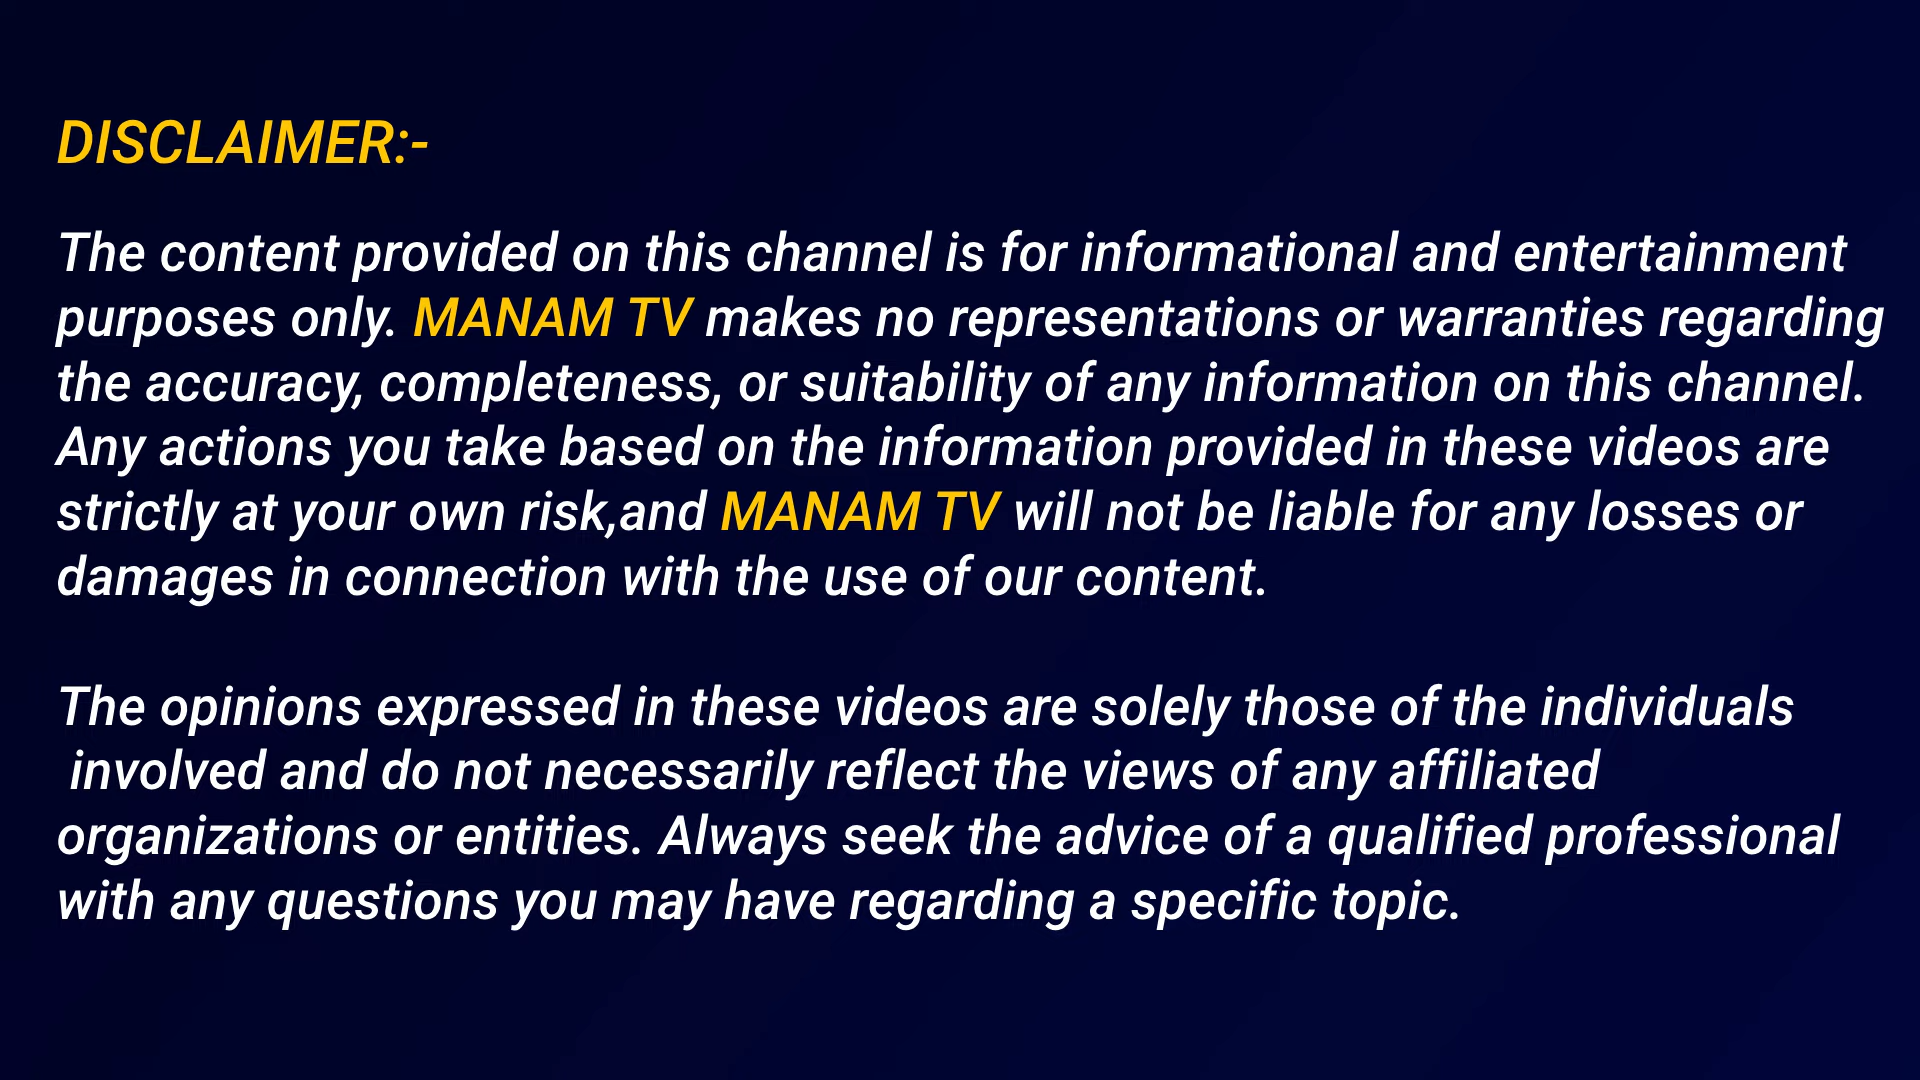 DISCLAIMER:-
The content provided on this channel is for informational and entertainment
purposes only. MANAM TV makes no representations or warranties regarding
the accuracy, completeness, or suitability of any information on this channel.
Any actions you take based on the information provided in these videos are
strictly at your own risk,and MANAM TV will not be liable for any losses or
damages in connection with the use of our content.
The opinions expressed in these videos are solely those of the individuals
involved and do not necessarily reflect the views of any affiliated
organizations or entities. Always seek the advice of a qualified professional
with any questions you may have regarding a specific topic.